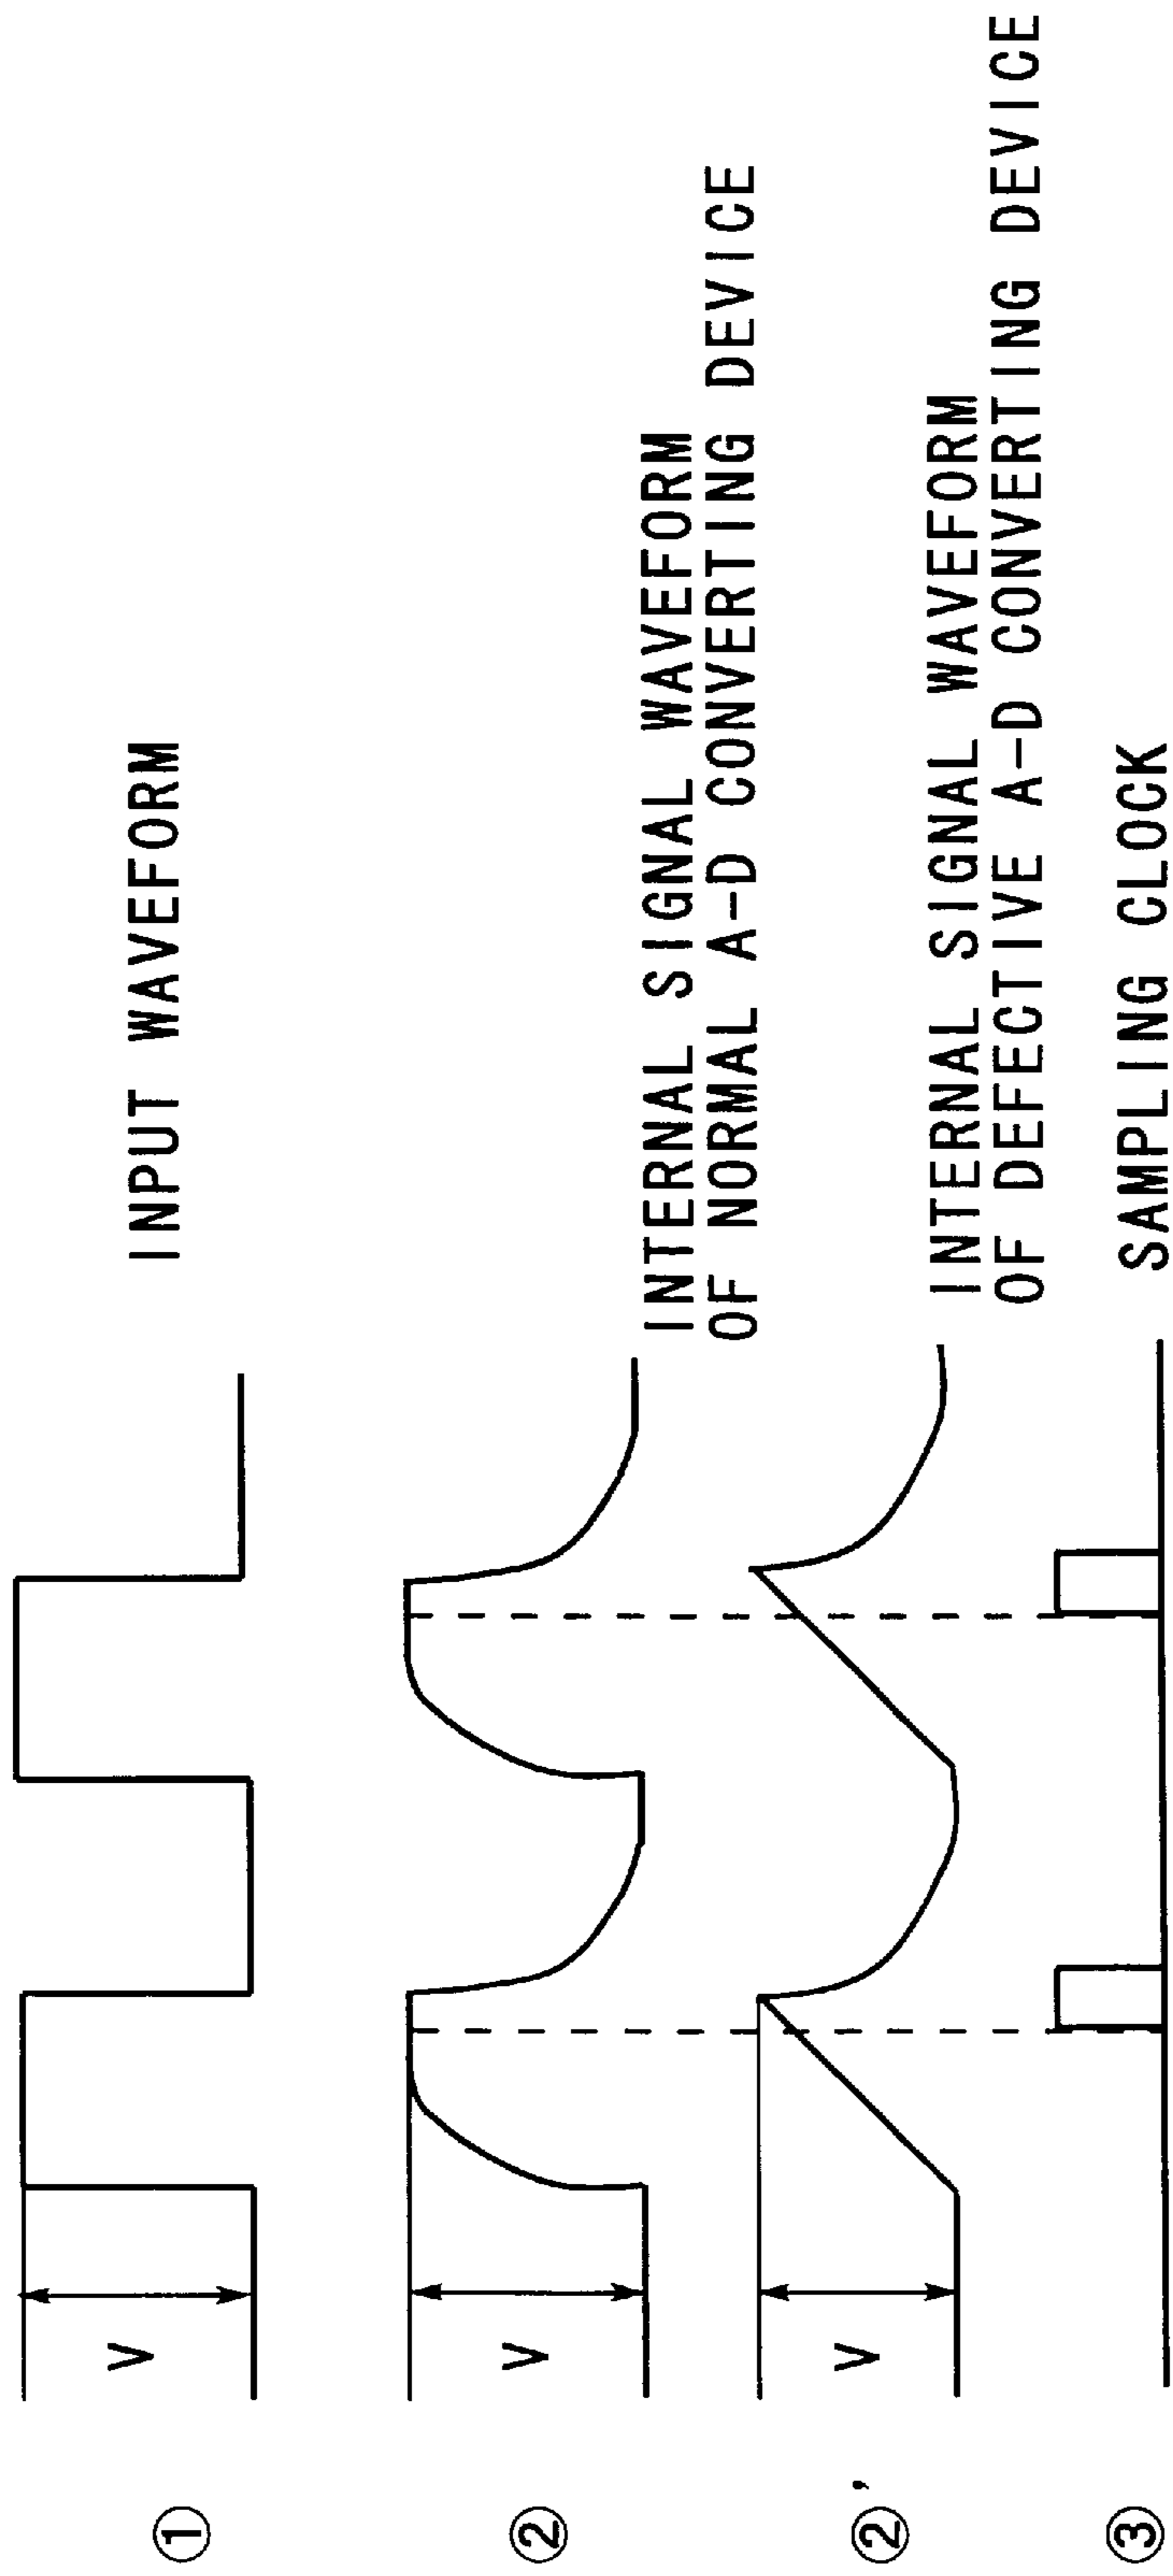 ① V INPUT WAVEFORM
② V INTERNAL SIGNAL WAVEFORM
OF NORMAL A-D CONVERTING DEVICE
②' V INTERNAL SIGNAL WAVEFORM
OF DEFECTIVE A-D CONVERTING DEVICE
③ SAMPLING CLOCK